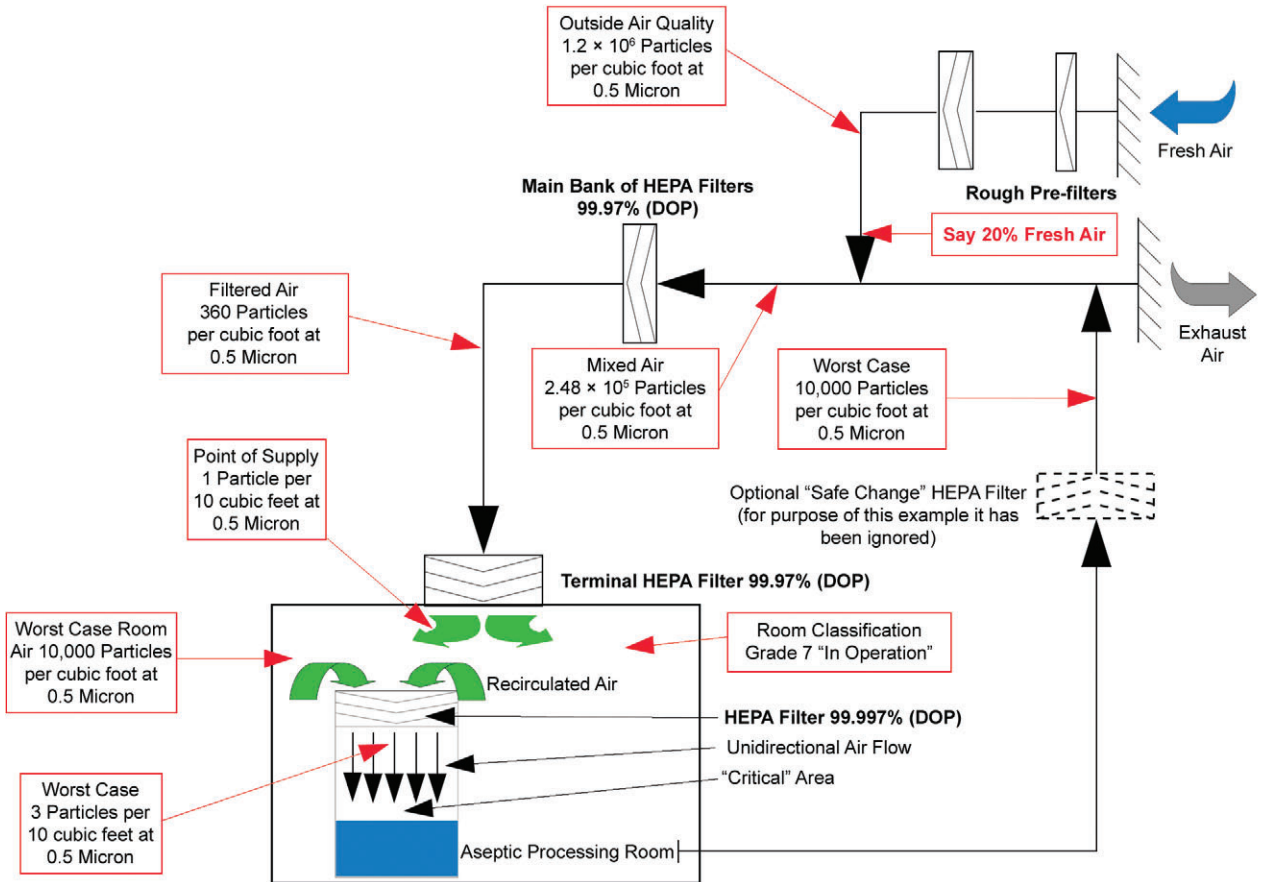 Outside Air Quality
1.2 × 10⁶ Particles
per cubic foot at
0.5 Micron
Fresh Air
Rough Pre-filters
Main Bank of HEPA Filters
99.97% (DOP)
Say 20% Fresh Air
Filtered Air
360 Particles
per cubic foot at
0.5 Micron
Exhaust
Air
Mixed Air
2.48 × 10⁵ Particles
per cubic foot at
0.5 Micron
Worst Case
10,000 Particles
per cubic foot at
0.5 Micron
Point of Supply
1 Particle per
10 cubic feet at
0.5 Micron
Optional “Safe Change” HEPA Filter
(for purpose of this example it has
been ignored)
Terminal HEPA Filter 99.97% (DOP)
Worst Case Room
Air 10,000 Particles
per cubic foot at
0.5 Micron
Room Classification
Grade 7 “In Operation”
Recirculated Air
HEPA Filter 99.997% (DOP)
Unidirectional Air Flow
“Critical” Area
Worst Case
3 Particles per
10 cubic feet at
0.5 Micron
Aseptic Processing Room